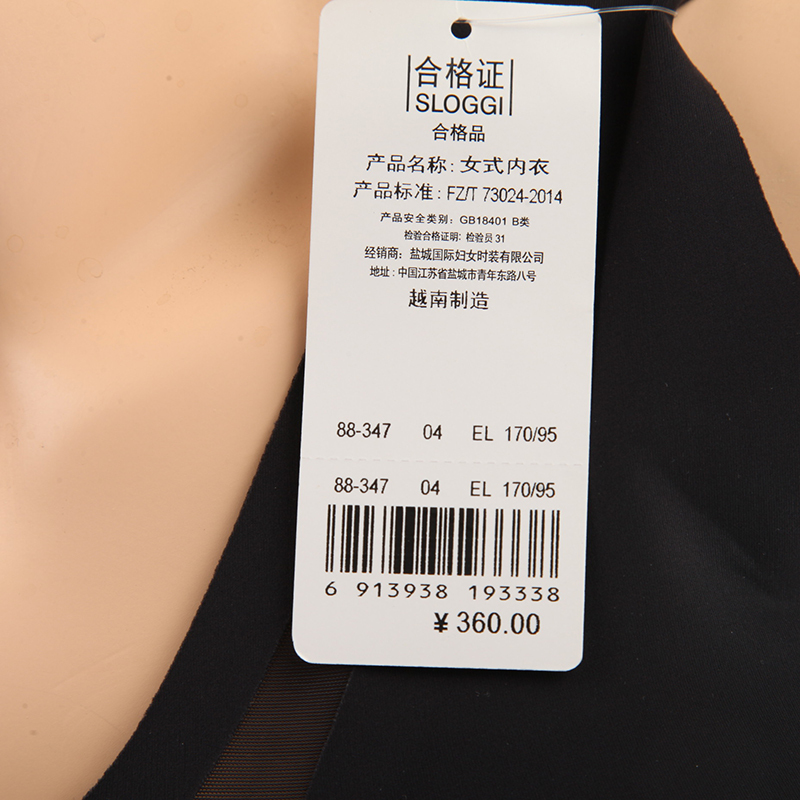 合格证
SLOGGI
合格品
产品名称: 女式内衣
产品标准: FZ/T 73024-2014
产品安全类别: GB18401 B类
检验合格证明: 检验员 31
经销商: 盐城国际妇女时装有限公司
地址: 中国江苏省盐城市青年东路八号
越南制造
88-347 04 EL 170/95
88-347 04 EL 170/95
6 913938 193338
¥ 360.00